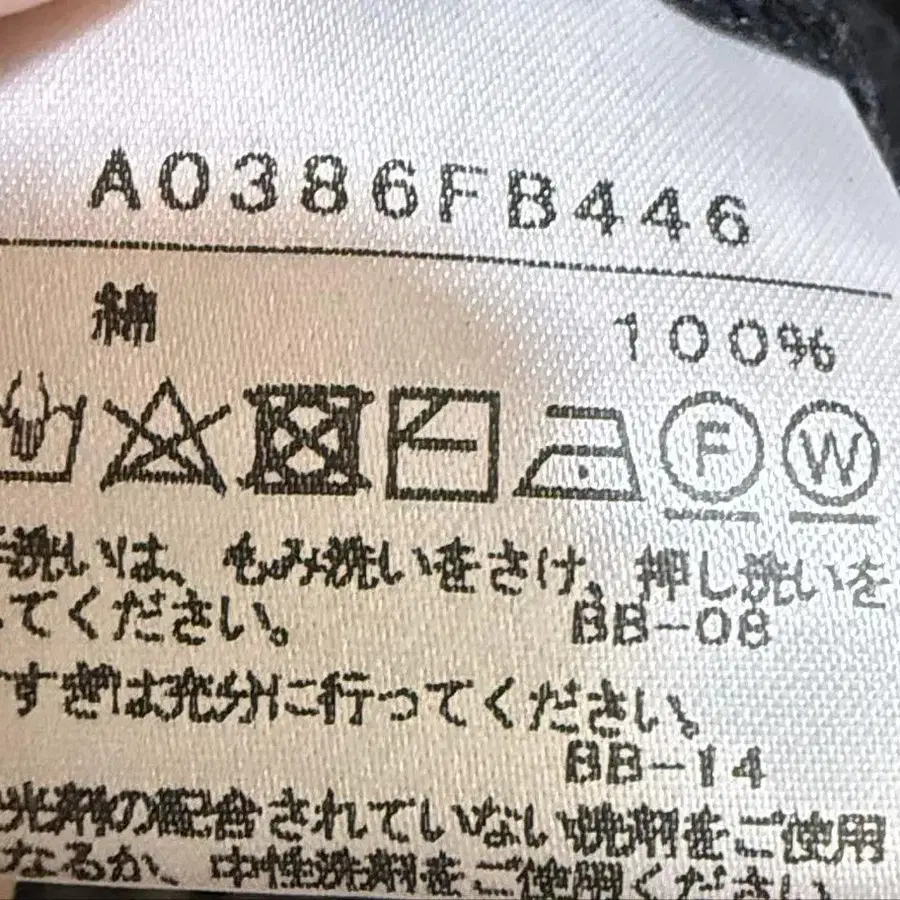 A0386FB446
綿 100%
F W
手洗いは、もみ洗いをさけ、押し洗いを
してください。 BB-08
すすぎは充分に行ってください。
BB-14
光剤の配合されていない洗剤をご使用
なるか、中性洗剤をご使用ください